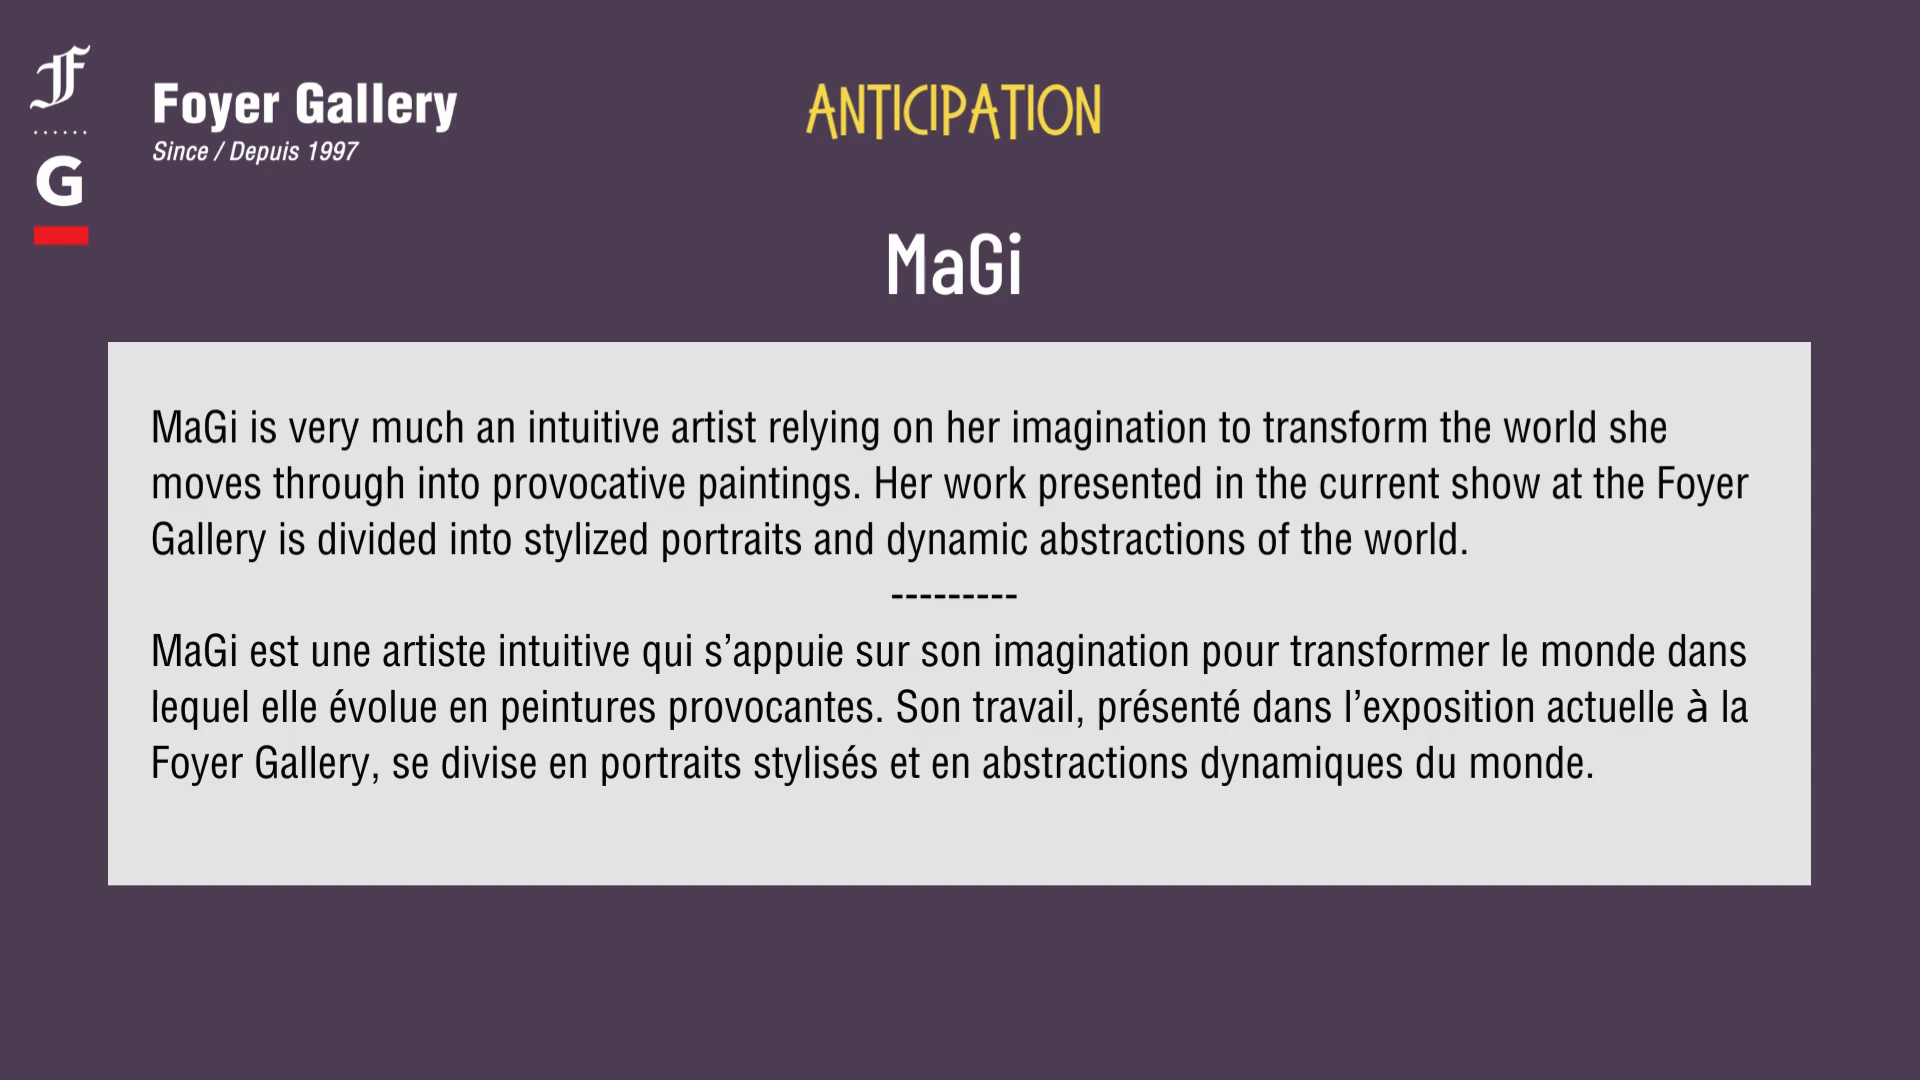 F
G
Foyer Gallery
Since / Depuis 1997
ANTICIPATION
MaGi
MaGi is very much an intuitive artist relying on her imagination to transform the world she
moves through into provocative paintings. Her work presented in the current show at the Foyer
Gallery is divided into stylized portraits and dynamic abstractions of the world.
---------
MaGi est une artiste intuitive qui s’appuie sur son imagination pour transformer le monde dans
lequel elle évolue en peintures provocantes. Son travail, présenté dans l’exposition actuelle à la
Foyer Gallery, se divise en portraits stylisés et en abstractions dynamiques du monde.